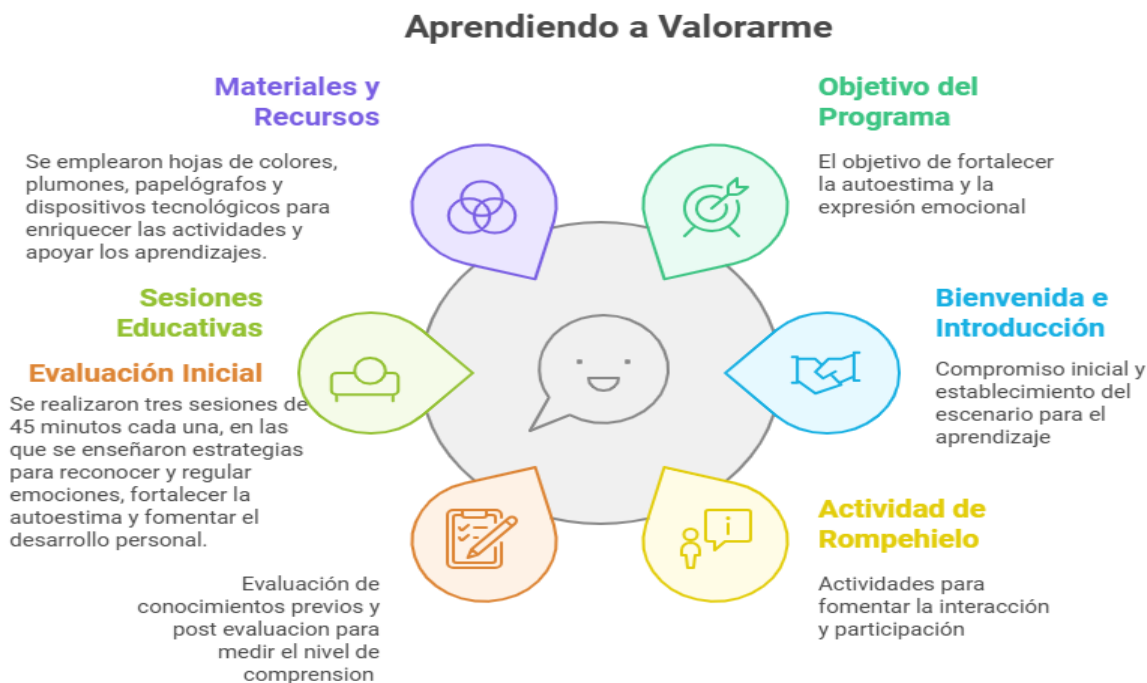 Aprendiendo a Valorarme
Materiales y
Recursos
Se emplearon hojas de colores,
plumones, papelógrafos y
dispositivos tecnológicos para
enriquecer las actividades y
apoyar los aprendizajes.
Objetivo del
Programa
El objetivo de fortalecer
la autoestima y la
expresión emocional
Sesiones
Educativas
Evaluación Inicial
Se realizaron tres sesiones de
45 minutos cada una, en las
que se enseñaron estrategias
para reconocer y regular
emociones, fortalecer la
autoestima y fomentar el
desarrollo personal.
Bienvenida e
Introducción
Compromiso inicial y
establecimiento del
escenario para el
aprendizaje
Evaluación de
conocimientos previos y
post evaluacion para
medir el nivel de
comprension
Actividad de
Rompehielo
Actividades para
fomentar la interacción
y participación
i